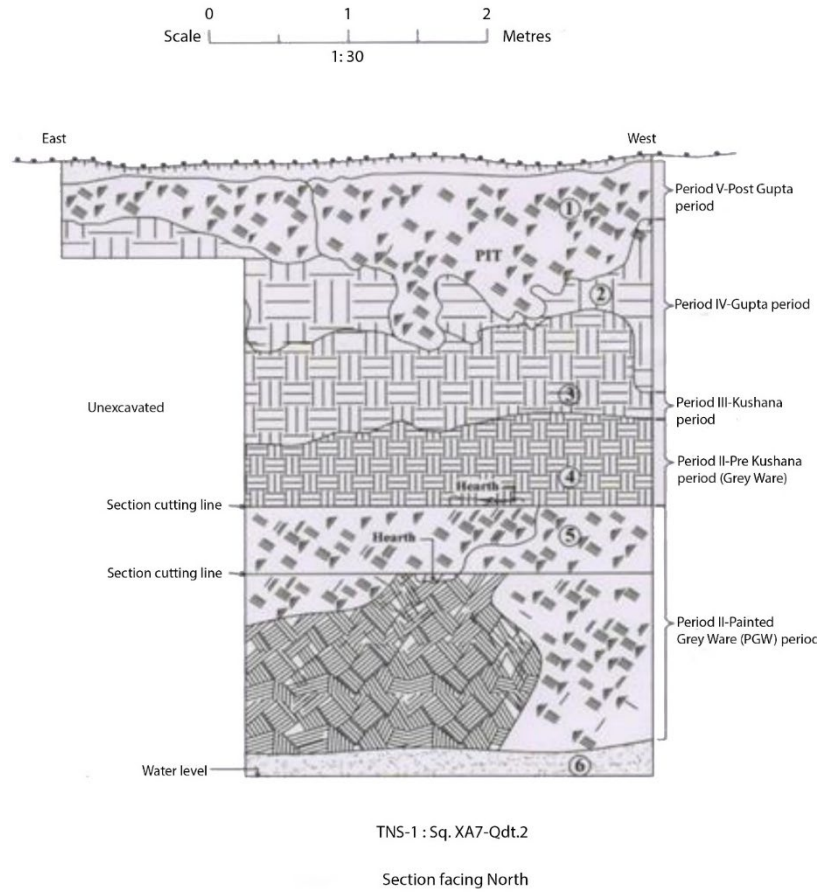 0 1 2
Scale Metres
1:30
East West
Period V-Post Gupta
period
1
PIT
2
Period IV-Gupta period
3
Unexcavated
Period III-Kushana
period
Period II-Pre Kushana
period (Grey Ware)
4
Hearth
Section cutting line
5
Hearth
Section cutting line
Period II-Painted
Grey Ware (PGW) period
6
Water level
TNS-1 : Sq. XA7-Qdt.2
Section facing North